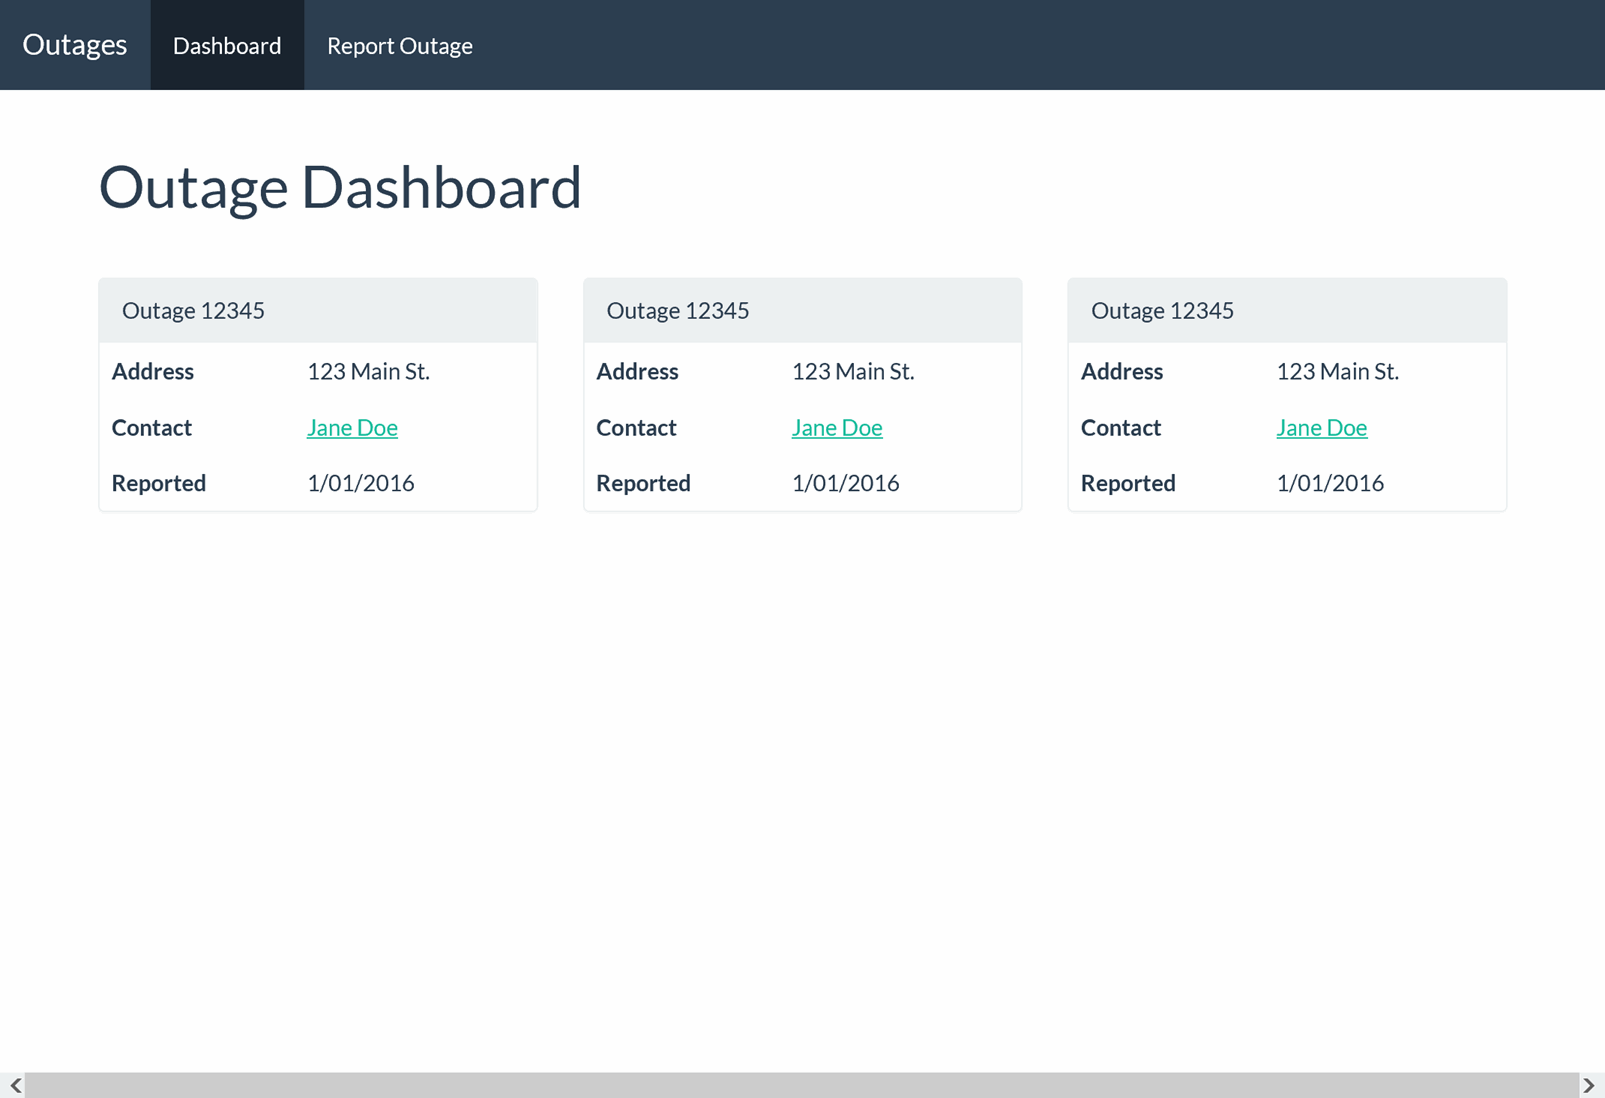 Outages Dashboard Report Outage
Outage Dashboard
Outage 12345
Address 123 Main St.
Contact Jane Doe
Reported 1/01/2016
Outage 12345
Address 123 Main St.
Contact Jane Doe
Reported 1/01/2016
Outage 12345
Address 123 Main St.
Contact Jane Doe
Reported 1/01/2016